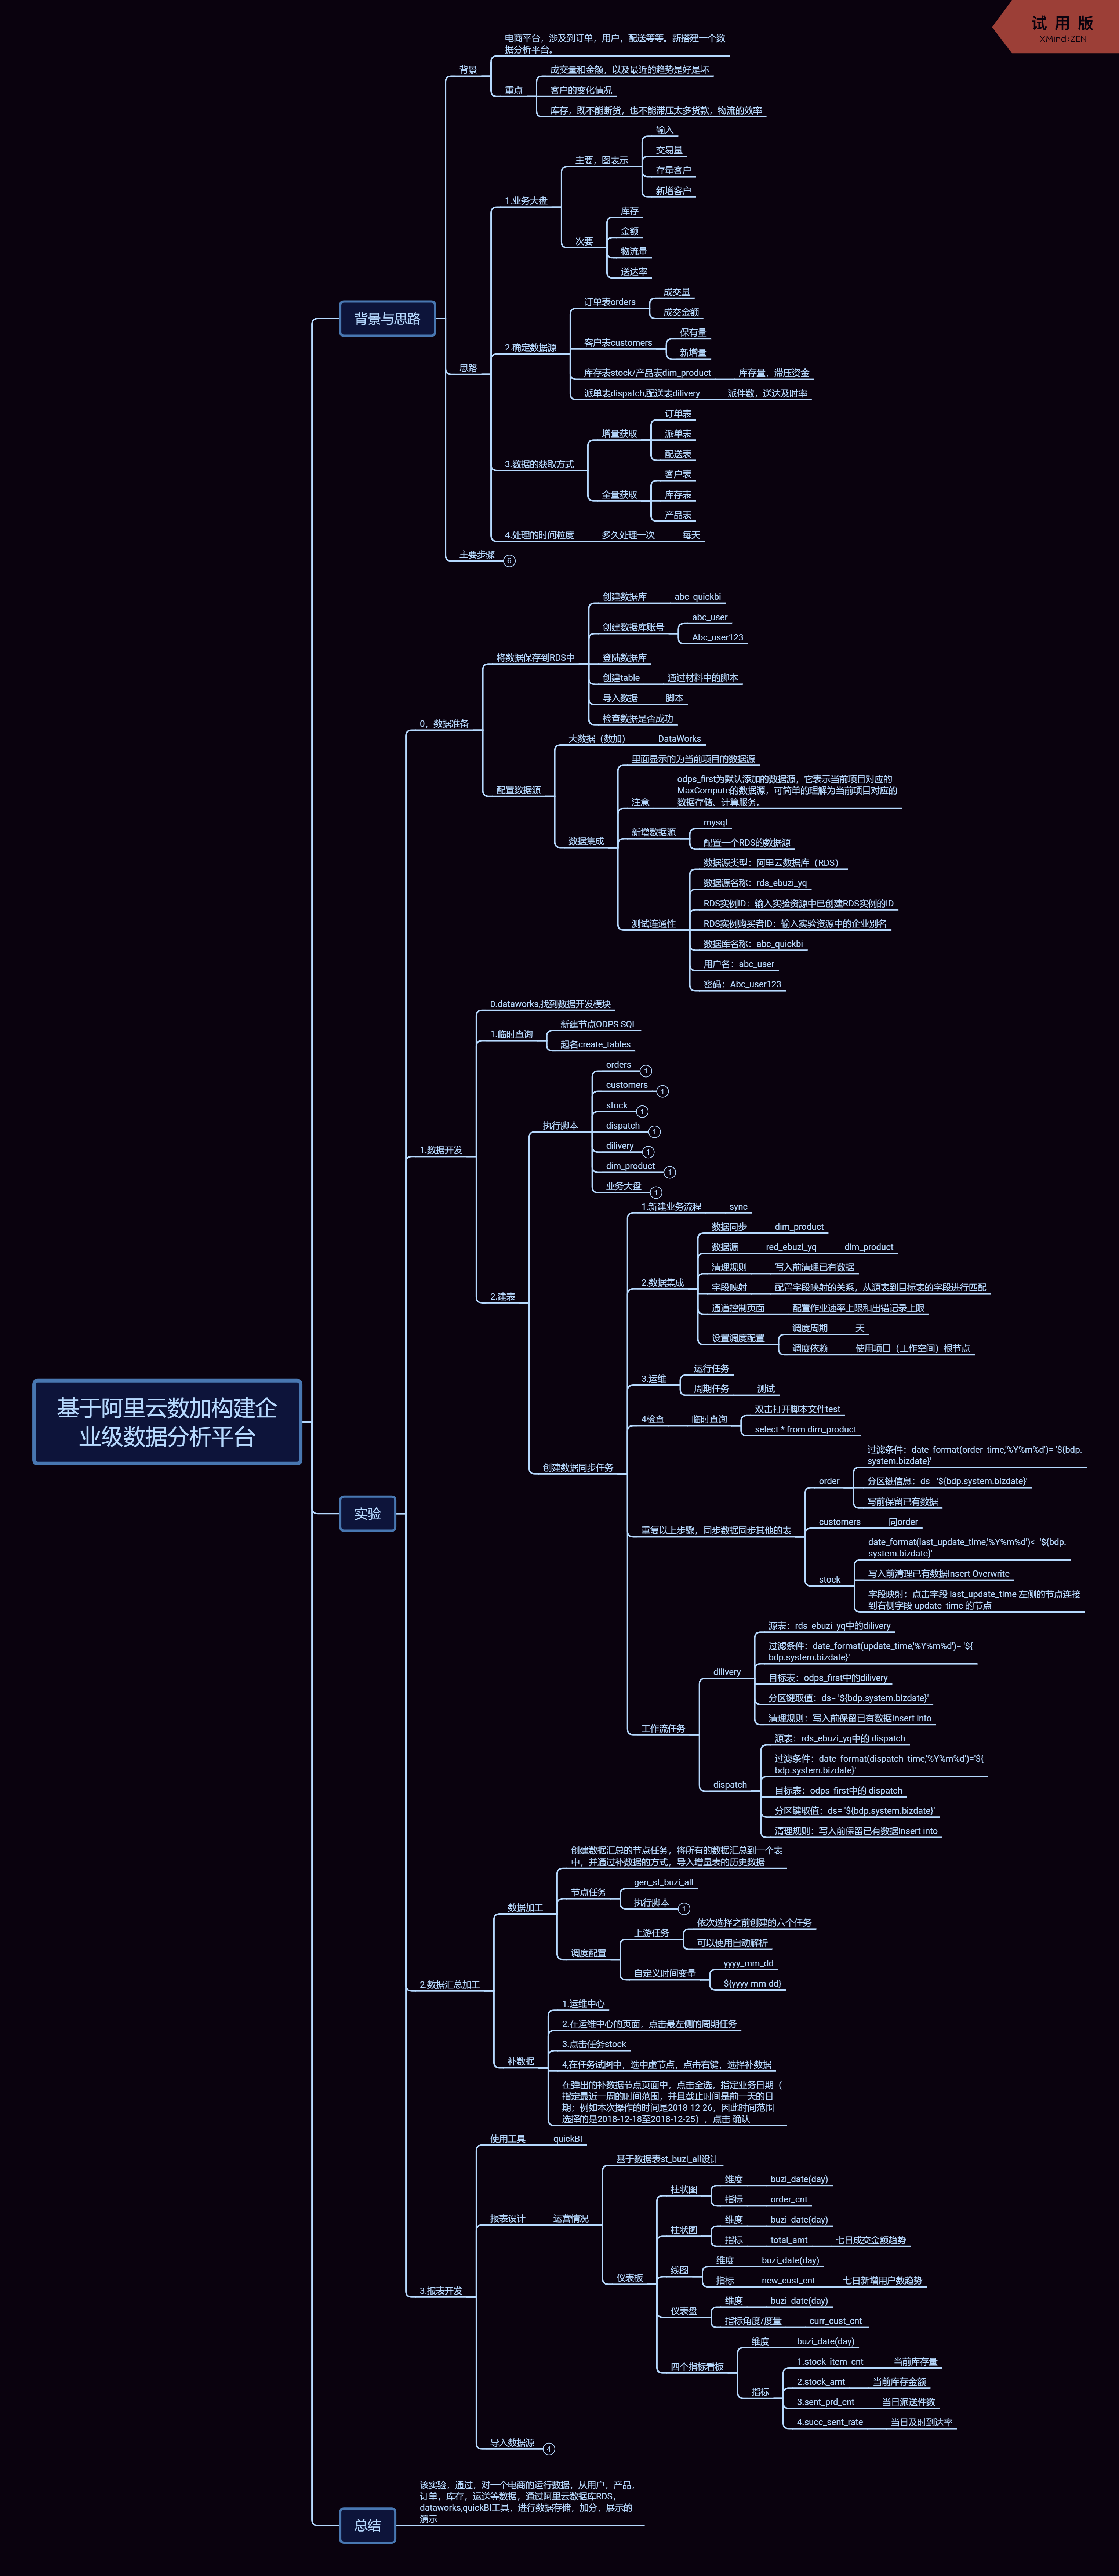 试 用 版
XMind:ZEN
基于阿里云数加构建企
业级数据分析平台
背景与思路
背景
电商平台，涉及到订单，用户，配送等等。新搭建一个数
据分析平台。
重点
成交量和金额，以及最近的趋势是好是坏
客户的变化情况
库存，既不能断货，也不能滞压太多货款，物流的效率
思路
1.业务大盘
主要，图表示
输入
交易量
存量客户
新增客户
次要
库存
金额
物流量
送达率
2.确定数据源
订单表orders
成交量
成交金额
客户表customers
保有量
新增量
库存表stock/产品表dim_product
库存量，滞压资金
派单表dispatch,配送表dilivery
派件数，送达及时率
3.数据的获取方式
增量获取
订单表
派单表
配送表
全量获取
客户表
库存表
产品表
4.处理的时间粒度
多久处理一次
每天
主要步骤
6
实验
0，数据准备
将数据保存到RDS中
创建数据库
abc_quickbi
创建数据库账号
abc_user
Abc_user123
登陆数据库
创建table
通过材料中的脚本
导入数据
脚本
检查数据是否成功
配置数据源
大数据（数加）
DataWorks
数据集成
里面显示的为当前项目的数据源
注意
odps_first为默认添加的数据源，它表示当前项目对应的
MaxCompute的数据源，可简单的理解为当前项目对应的
数据存储、计算服务。
新增数据源
mysql
配置一个RDS的数据源
测试连通性
数据源类型：阿里云数据库（RDS）
数据源名称：rds_ebuzi_yq
RDS实例ID：输入实验资源中已创建RDS实例的ID
RDS实例购买者ID：输入实验资源中的企业别名
数据库名称：abc_quickbi
用户名：abc_user
密码：Abc_user123
1.数据开发
0.dataworks,找到数据开发模块
1.临时查询
新建节点ODPS SQL
起名create_tables
2.建表
执行脚本
orders
1
customers
1
stock
1
dispatch
1
dilivery
1
dim_product
1
业务大盘
1
创建数据同步任务
1.新建业务流程
sync
2.数据集成
数据同步
dim_product
数据源
red_ebuzi_yq
dim_product
清理规则
写入前清理已有数据
字段映射
配置字段映射的关系，从源表到目标表的字段进行匹配
通道控制页面
配置作业速率上限和出错记录上限
设置调度配置
调度周期
天
调度依赖
使用项目（工作空间）根节点
3.运维
运行任务
周期任务
测试
4检查
临时查询
双击打开脚本文件test
select * from dim_product
重复以上步骤，同步数据同步其他的表
order
过滤条件：date_format(order_time,'%Y%m%d')= '${bdp.
system.bizdate}'
分区键信息：ds= '${bdp.system.bizdate}'
写前保留已有数据
customers
同order
stock
date_format(last_update_time,'%Y%m%d')<='${bdp.
system.bizdate}'
写入前清理已有数据Insert Overwrite
字段映射：点击字段 last_update_time 左侧的节点连接
到右侧字段 update_time 的节点
工作流任务
dilivery
源表：rds_ebuzi_yq中的dilivery
过滤条件：date_format(update_time,'%Y%m%d')= '${
bdp.system.bizdate}'
目标表：odps_first中的dilivery
分区键取值：ds= '${bdp.system.bizdate}'
清理规则：写入前保留已有数据Insert into
dispatch
源表：rds_ebuzi_yq中的 dispatch
过滤条件：date_format(dispatch_time,'%Y%m%d')='${
bdp.system.bizdate}'
目标表：odps_first中的 dispatch
分区键取值：ds= '${bdp.system.bizdate}'
清理规则：写入前保留已有数据Insert into
2.数据汇总加工
数据加工
创建数据汇总的节点任务，将所有的数据汇总到一个表
中，并通过补数据的方式，导入增量表的历史数据
节点任务
gen_st_buzi_all
执行脚本
1
调度配置
上游任务
依次选择之前创建的六个任务
可以使用自动解析
自定义时间变量
yyyy_mm_dd
${yyyy-mm-dd}
补数据
1.运维中心
2.在运维中心的页面，点击最左侧的周期任务
3.点击任务stock
4,在任务试图中，选中虚节点，点击右键，选择补数据
在弹出的补数据节点页面中，点击全选，指定业务日期（
指定最近一周的时间范围，并且截止时间是前一天的日
期；例如本次操作的时间是2018-12-26，因此时间范围
选择的是2018-12-18至2018-12-25），点击 确认
3.报表开发
使用工具
quickBI
报表设计
运营情况
基于数据表st_buzi_all设计
仪表板
柱状图
维度
buzi_date(day)
指标
order_cnt
柱状图
维度
buzi_date(day)
指标
total_amt
七日成交金额趋势
线图
维度
buzi_date(day)
指标
new_cust_cnt
七日新增用户数趋势
仪表盘
维度
buzi_date(day)
指标角度/度量
curr_cust_cnt
四个指标看板
维度
buzi_date(day)
指标
1.stock_item_cnt
当前库存量
2.stock_amt
当前库存金额
3.sent_prd_cnt
当日派送件数
4.succ_sent_rate
当日及时到达率
导入数据源
4
总结
该实验，通过，对一个电商的运行数据，从用户，产品，
订单，库存，运送等数据，通过阿里云数据库RDS，
dataworks,quickBI工具，进行数据存储，加分，展示的
演示